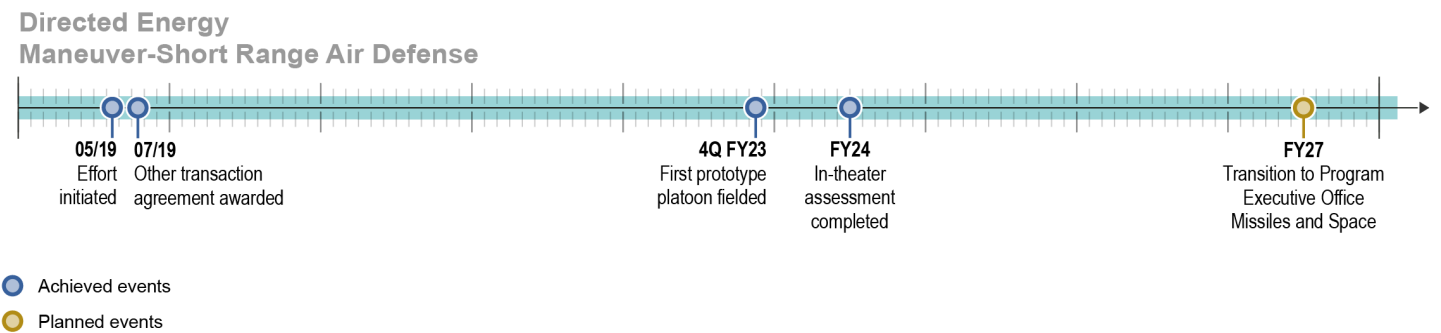 Directed Energy
Maneuver-Short Range Air Defense
05/19
Effort
initiated
07/19
Other transaction
agreement awarded
4Q FY23
First prototype
platoon fielded
FY24
In-theater
assessment
completed
FY27
Transition to Program
Executive Office
Missiles and Space
Achieved events
Planned events